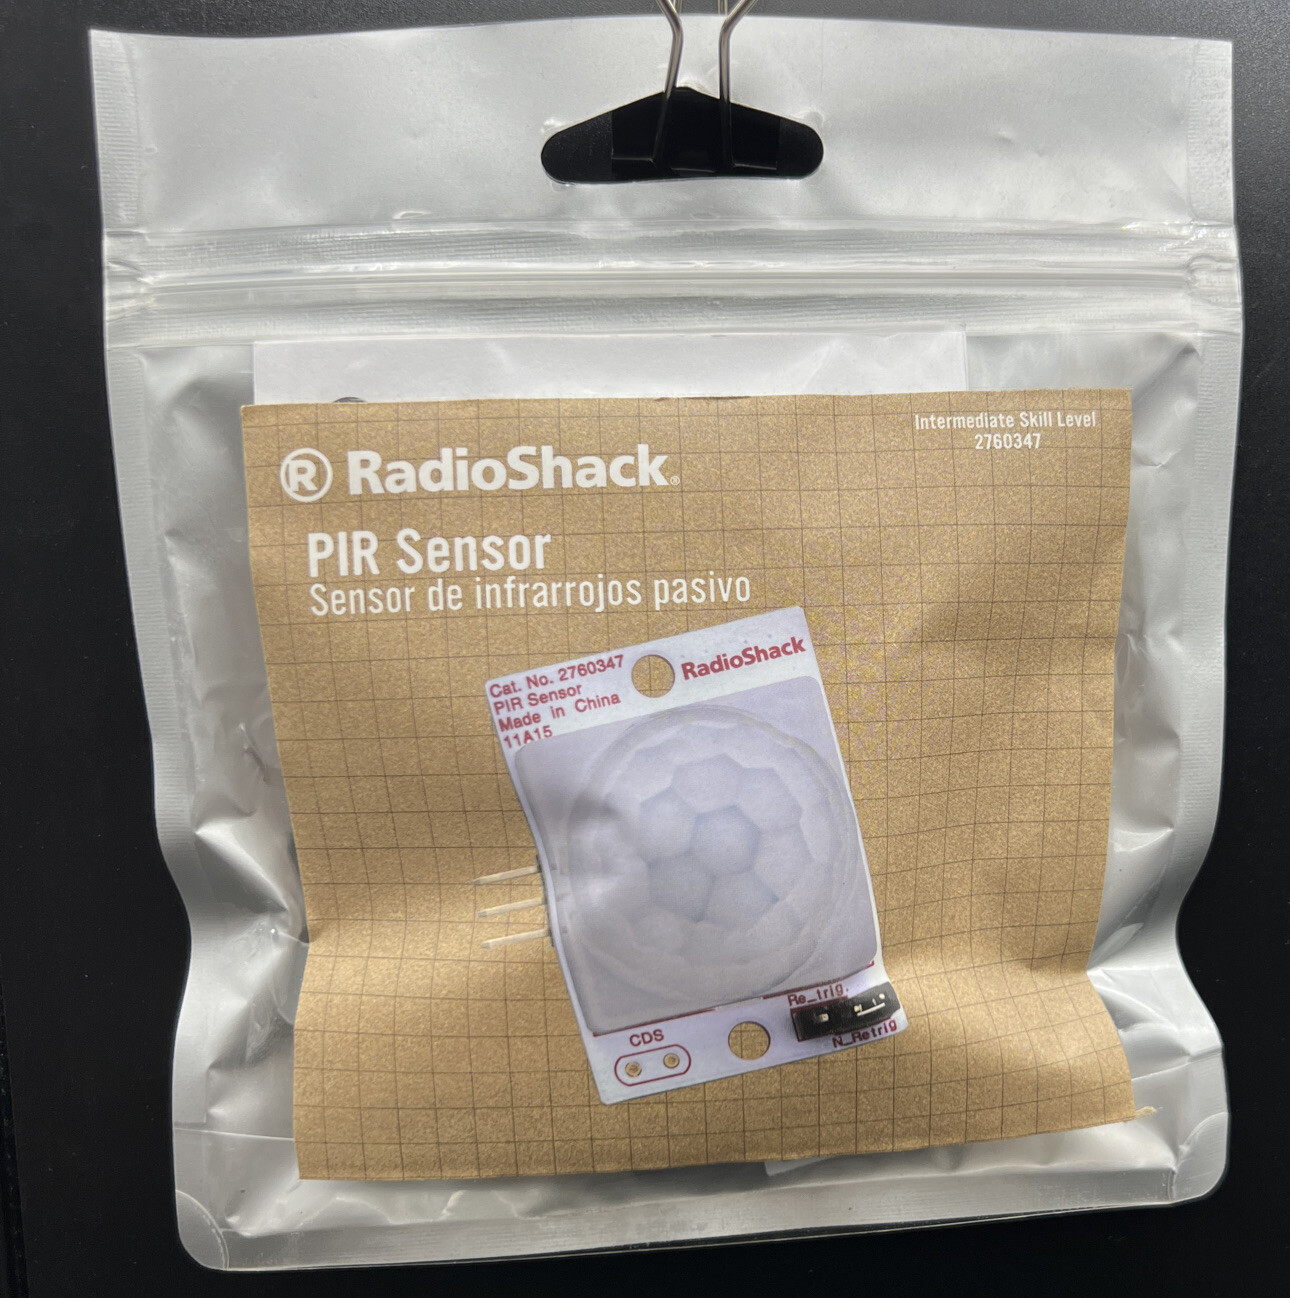 Intermediate Skill Level
2760347
® RadioShack®
PIR Sensor
Sensor de infrarrojos pasivo
Cat. No. 2760347
PIR Sensor
Made in China
11A15
RadioShack
Re_trig.
N_Retrig
CDS